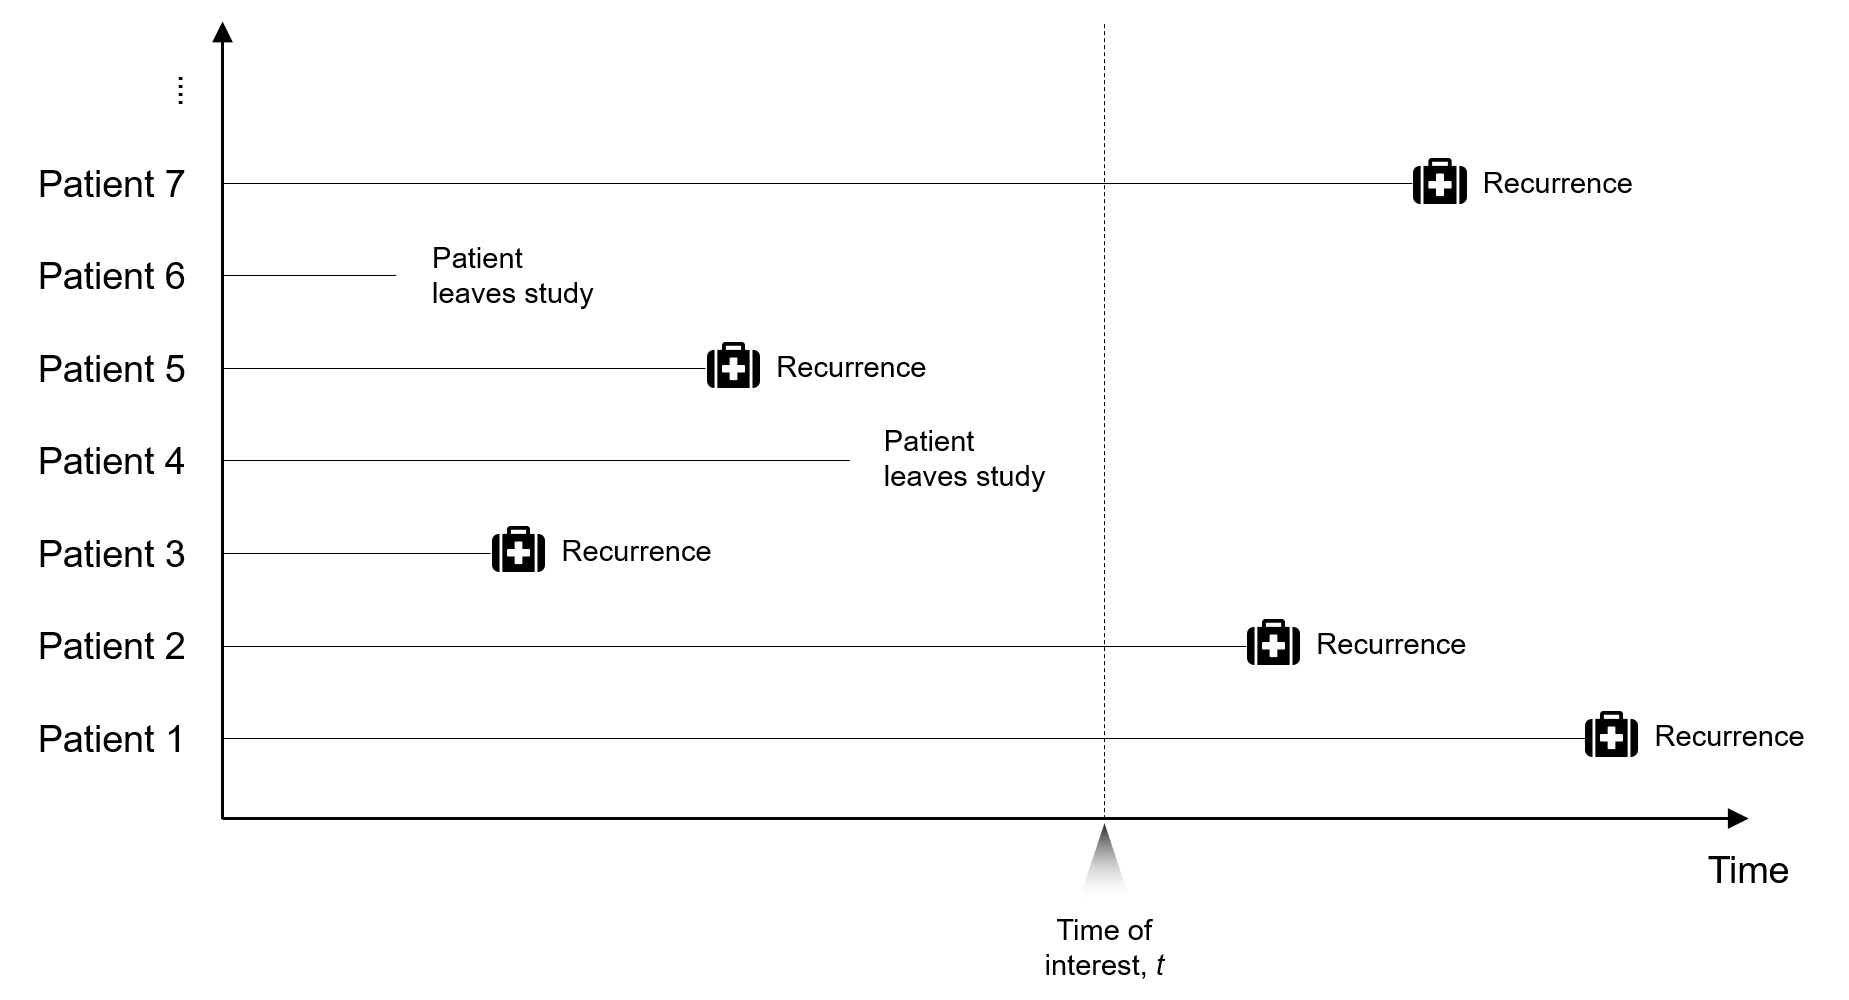 Patient 7
Recurrence
Patient 6
Patient
leaves study
Patient 5
Recurrence
Patient 4
Patient
leaves study
Patient 3
Recurrence
Patient 2
Recurrence
Patient 1
Recurrence
Time
Time of
interest, t